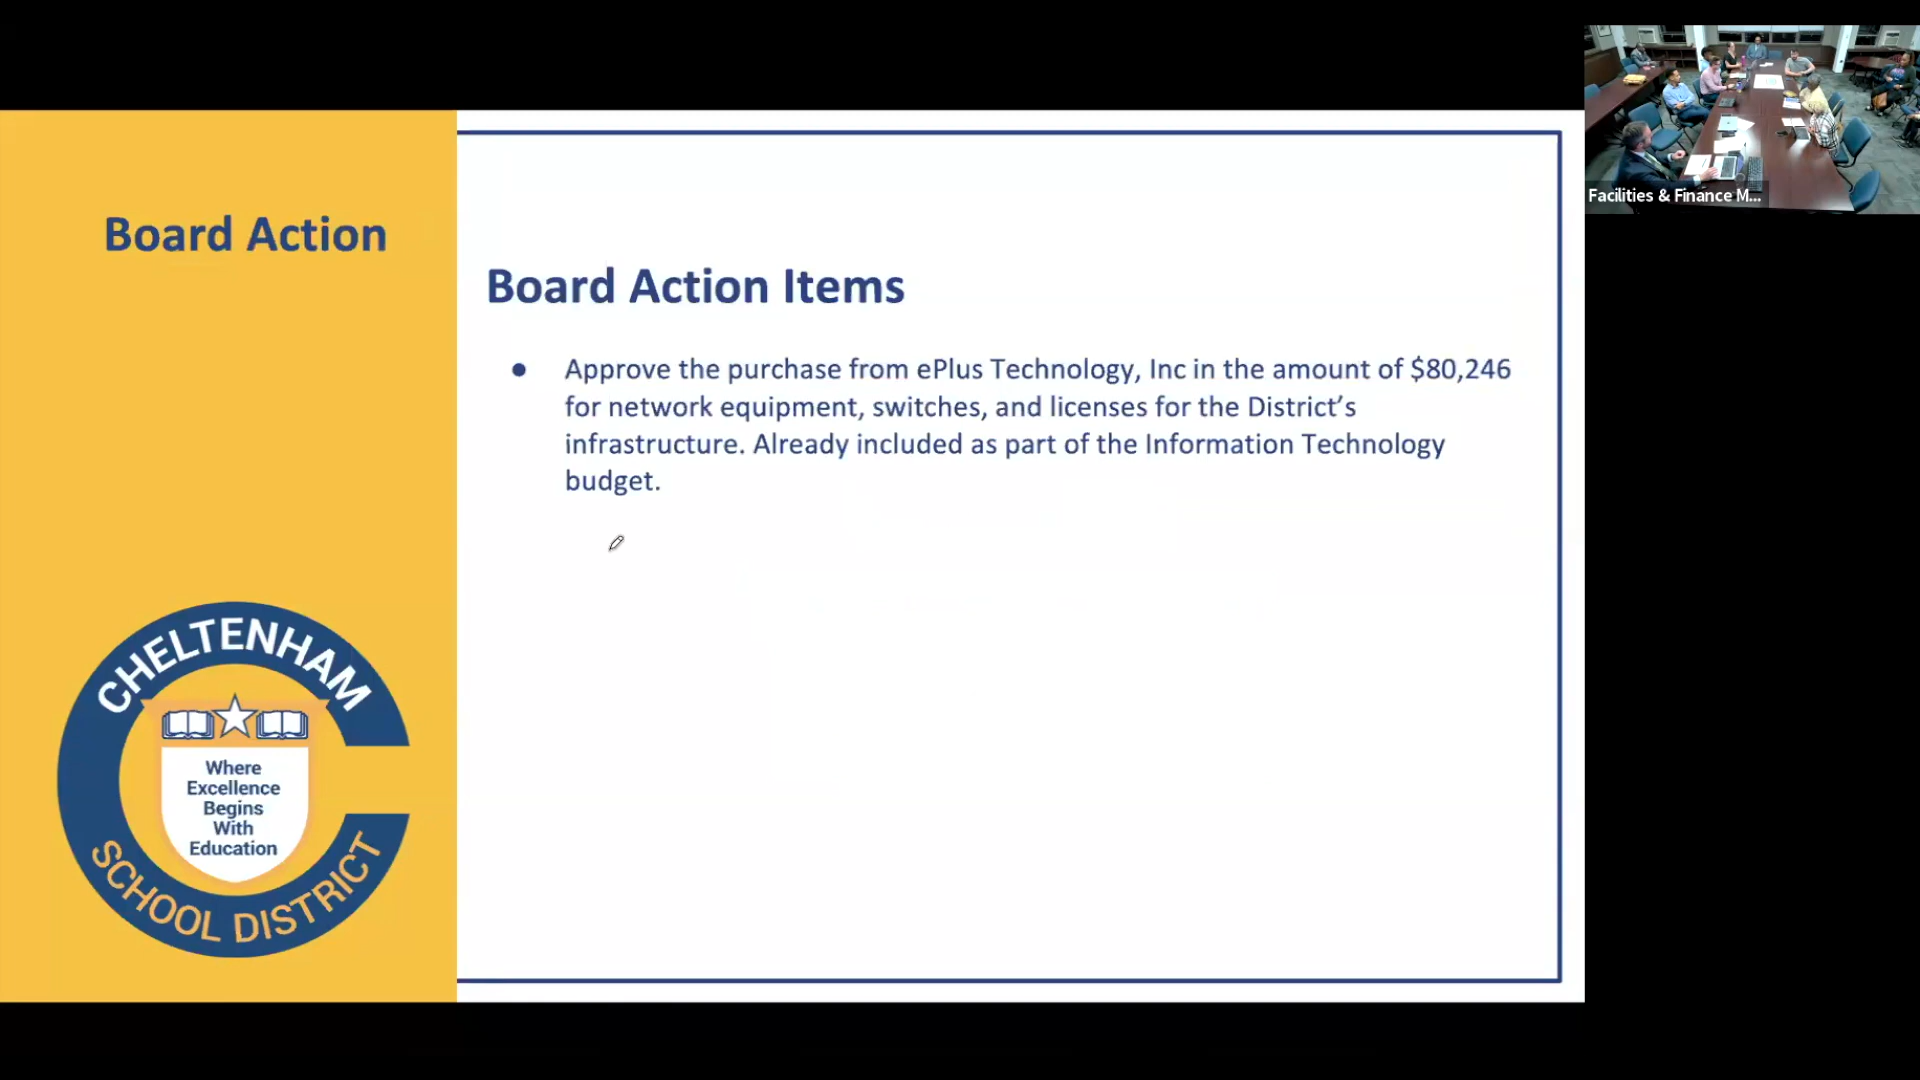 Board Action
Board Action Items
● Approve the purchase from ePlus Technology, Inc in the amount of $80,246
for network equipment, switches, and licenses for the District’s
infrastructure. Already included as part of the Information Technology
budget.
CHELTENHAM
Where
Excellence
Begins
With
Education
SCHOOL DISTRICT
Facilities & Finance M...